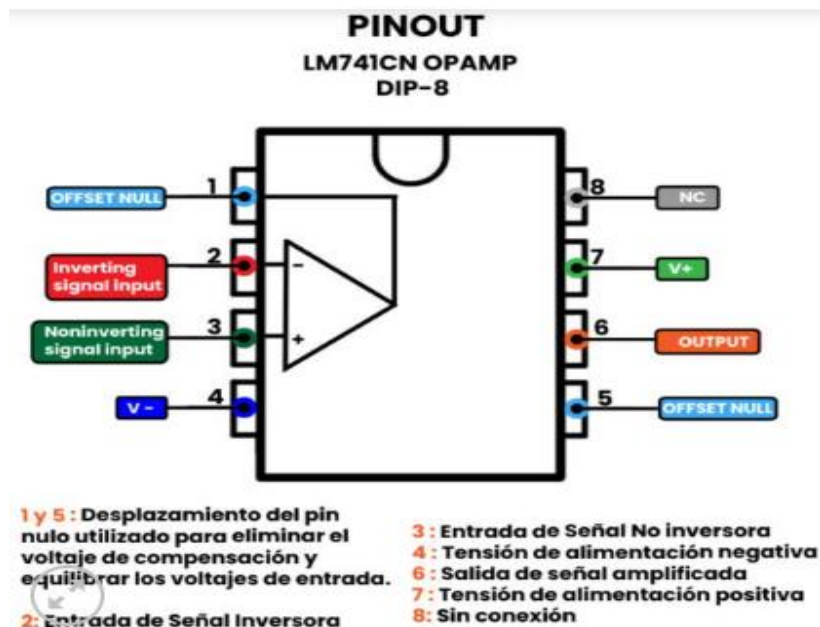 PINOUT
LM741CN OPAMP
DIP-8
OFFSET NULL
1
8
NC
Inverting
signal input
2
-
7
V+
Noninverting
signal input
3
+
6
OUTPUT
V -
4
5
OFFSET NULL
1 y 5 : Desplazamiento del pin
nulo utilizado para eliminar el
voltaje de compensación y
equilibrar los voltajes de entrada.
2: Entrada de Señal Inversora
3 : Entrada de Señal No inversora
4 : Tensión de alimentación negativa
6 : Salida de señal amplificada
7 : Tensión de alimentación positiva
8: Sin conexión